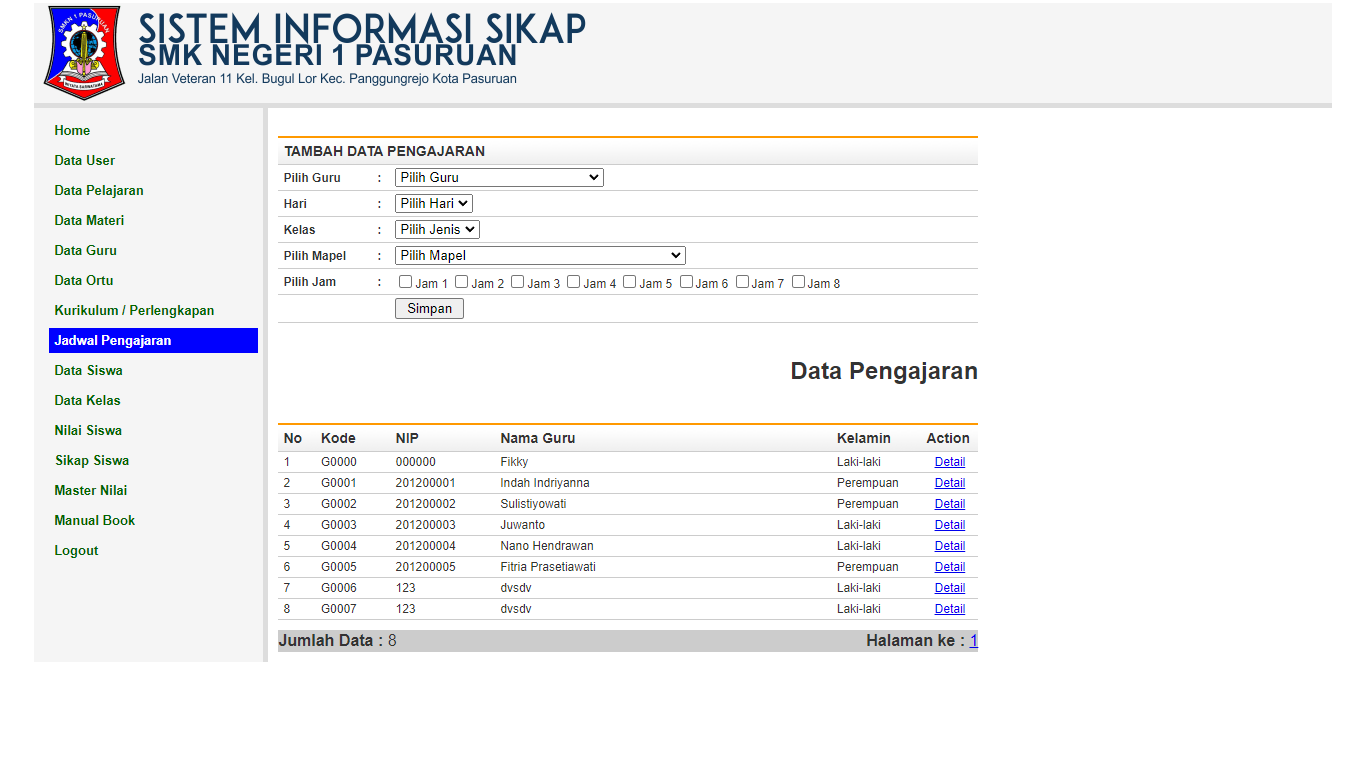 SMKN 1 PASURUAN
SISTEM INFORMASI SIKAP
SMK NEGERI 1 PASURUAN
Jalan Veteran 11 Kel. Bugul Lor Kec. Panggungrejo Kota Pasuruan
Home
Data User
Data Pelajaran
Data Materi
Data Guru
Data Ortu
Kurikulum / Perlengkapan
Jadwal Pengajaran
Data Siswa
Data Kelas
Nilai Siswa
Sikap Siswa
Master Nilai
Manual Book
Logout
TAMBAH DATA PENGAJARAN
Pilih Guru : Pilih Guru
Hari : Pilih Hari
Kelas : Pilih Jenis
Pilih Mapel : Pilih Mapel
Pilih Jam : Jam 1 Jam 2 Jam 3 Jam 4 Jam 5 Jam 6 Jam 7 Jam 8
Simpan
Data Pengajaran
No Kode NIP Nama Guru Kelamin Action
1 G0000 000000 Fikky Laki-laki Detail
2 G0001 201200001 Indah Indriyanna Perempuan Detail
3 G0002 201200002 Sulistiyowati Perempuan Detail
4 G0003 201200003 Juwanto Laki-laki Detail
5 G0004 201200004 Nano Hendrawan Laki-laki Detail
6 G0005 201200005 Fitria Prasetiawati Perempuan Detail
7 G0006 123 dvsdv Laki-laki Detail
8 G0007 123 dvsdv Laki-laki Detail
Jumlah Data : 8 Halaman ke : 1